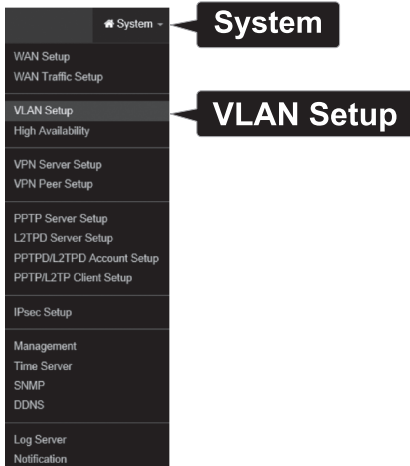 System
System
WAN Setup
WAN Traffic Setup
VLAN Setup
VLAN Setup
High Availability
VPN Server Setup
VPN Peer Setup
PPTP Server Setup
L2TPD Server Setup
PPTPD/L2TPD Account Setup
PPTP/L2TP Client Setup
IPsec Setup
Management
Time Server
SNMP
DDNS
Log Server
Notification